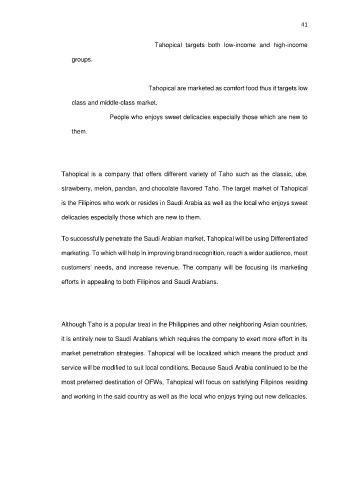 41
Tahopical targets both low-income and high-income
groups.
Tahopical are marketed as comfort food thus it targets low
class and middle-class market.
People who enjoys sweet delicacies especially those which are new to
them.
Tahopical is a company that offers different variety of Taho such as the classic, ube,
strawberry, melon, pandan, and chocolate flavored Taho. The target market of Tahopical
is the Filipinos who work or resides in Saudi Arabia as well as the local who enjoys sweet
delicacies especially those which are new to them.
To successfully penetrate the Saudi Arabian market, Tahopical will be using Differentiated
marketing. To which will help in improving brand recognition, reach a wider audience, meet
customers' needs, and increase revenue. The company will be focusing its marketing
efforts in appealing to both Filipinos and Saudi Arabians.
Although Taho is a popular treat in the Philippines and other neighboring Asian countries,
it is entirely new to Saudi Arabians which requires the company to exert more effort in its
market penetration strategies. Tahopical will be localized which means the product and
service will be modified to suit local conditions. Because Saudi Arabia continued to be the
most preferred destination of OFWs, Tahopical will focus on satisfying Filipinos residing
and working in the said country as well as the local who enjoys trying out new delicacies.